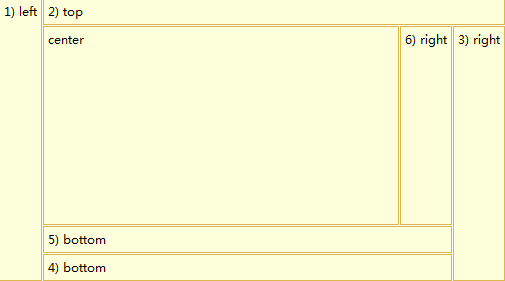 1) left
2) top
center
6) right
3) right
5) bottom
4) bottom